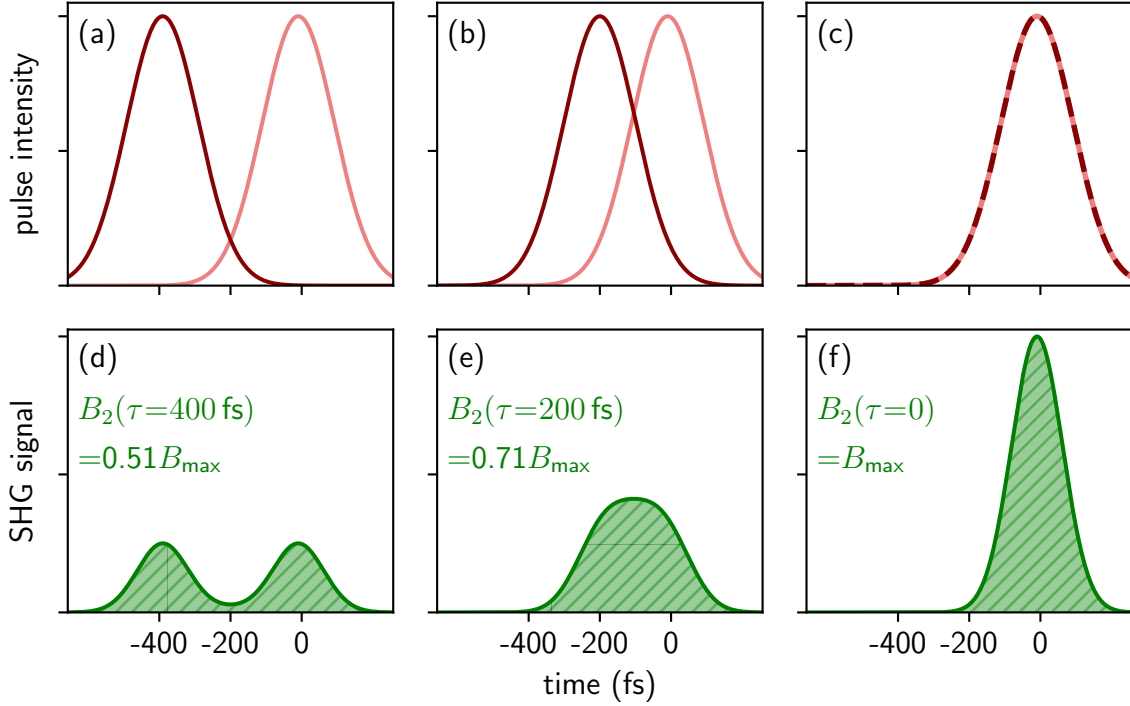 pulse intensity
(a)
(b)
(c)
SHG signal
(d)
B₂(τ=400 fs)
=0.51Bmax
(e)
B₂(τ=200 fs)
=0.71Bmax
(f)
B₂(τ=0)
=Bmax
-400 -200 0
-400 -200 0
-400 -200 0
time (fs)